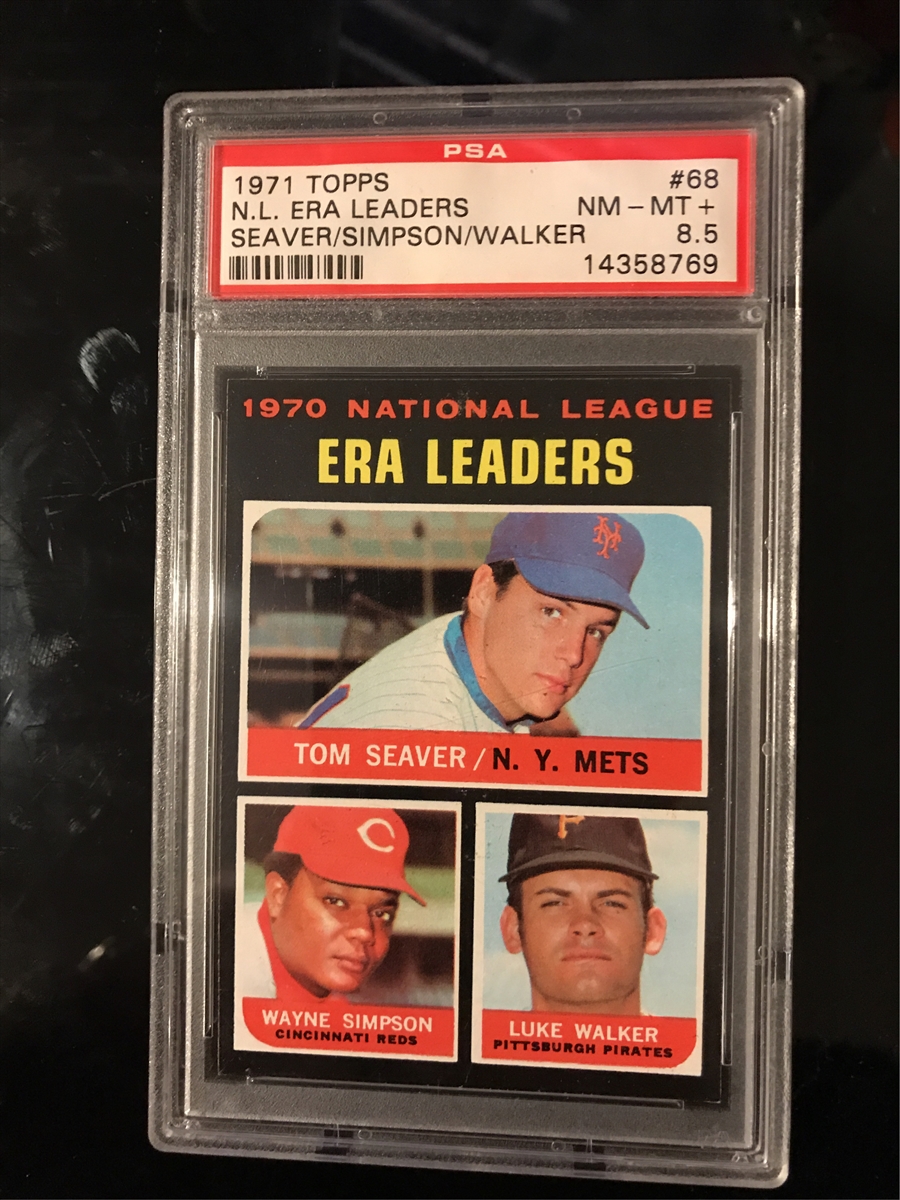 PSA
1971 TOPPS #68
N.L. ERA LEADERS NM - MT +
SEAVER/SIMPSON/WALKER 8.5
14358769
1970 NATIONAL LEAGUE
ERA LEADERS
NY
TOM SEAVER / N. Y. METS
C
P
WAYNE SIMPSON
CINCINNATI REDS
LUKE WALKER
PITTSBURGH PIRATES